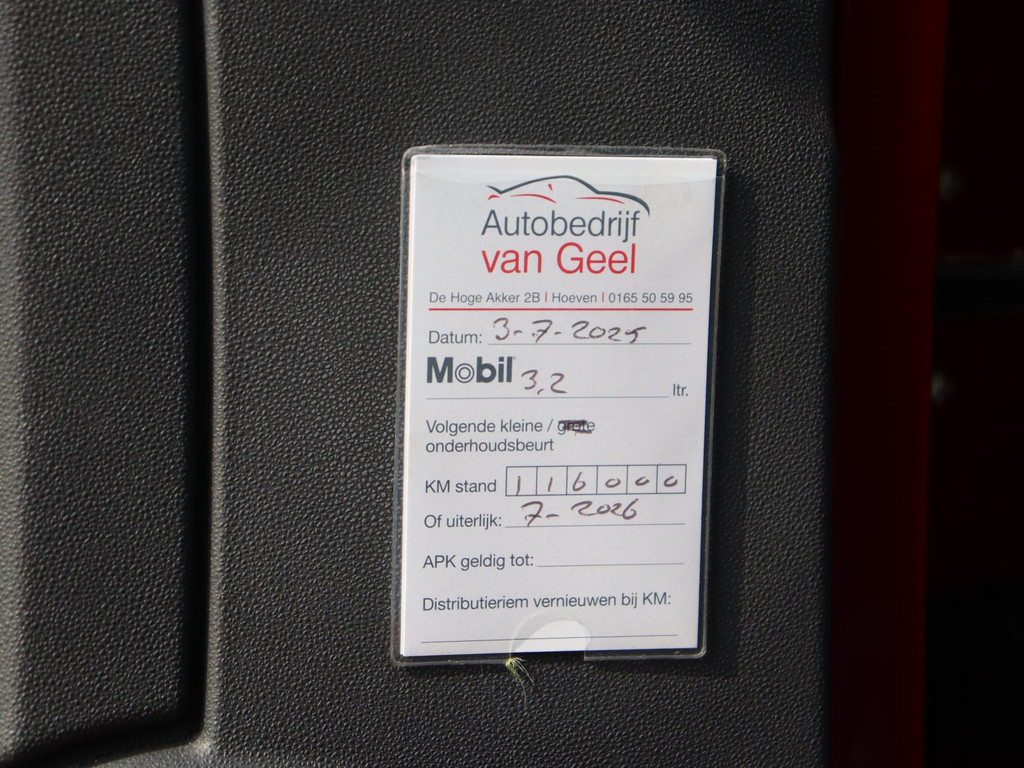 Autobedrijf
van Geel
De Hoge Akker 2B | Hoeven | 0165 50 59 95
Datum: 3-7-2025
Mobil 3,2 ltr.
Volgende kleine / grote
onderhoudsbeurt
KM stand 116000
Of uiterlijk: 7-2026
APK geldig tot:
Distributieriem vernieuwen bij KM: